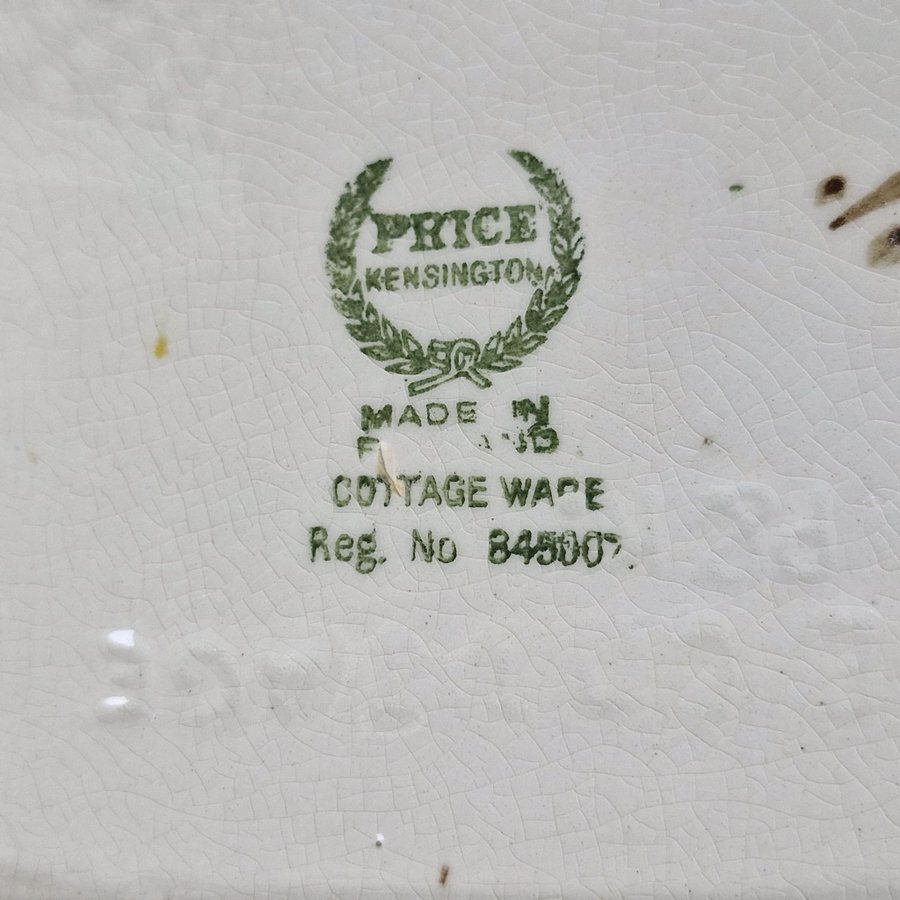 PRICE
KENSINGTON
MADE IN
COTTAGE WARE
Reg. No 845007